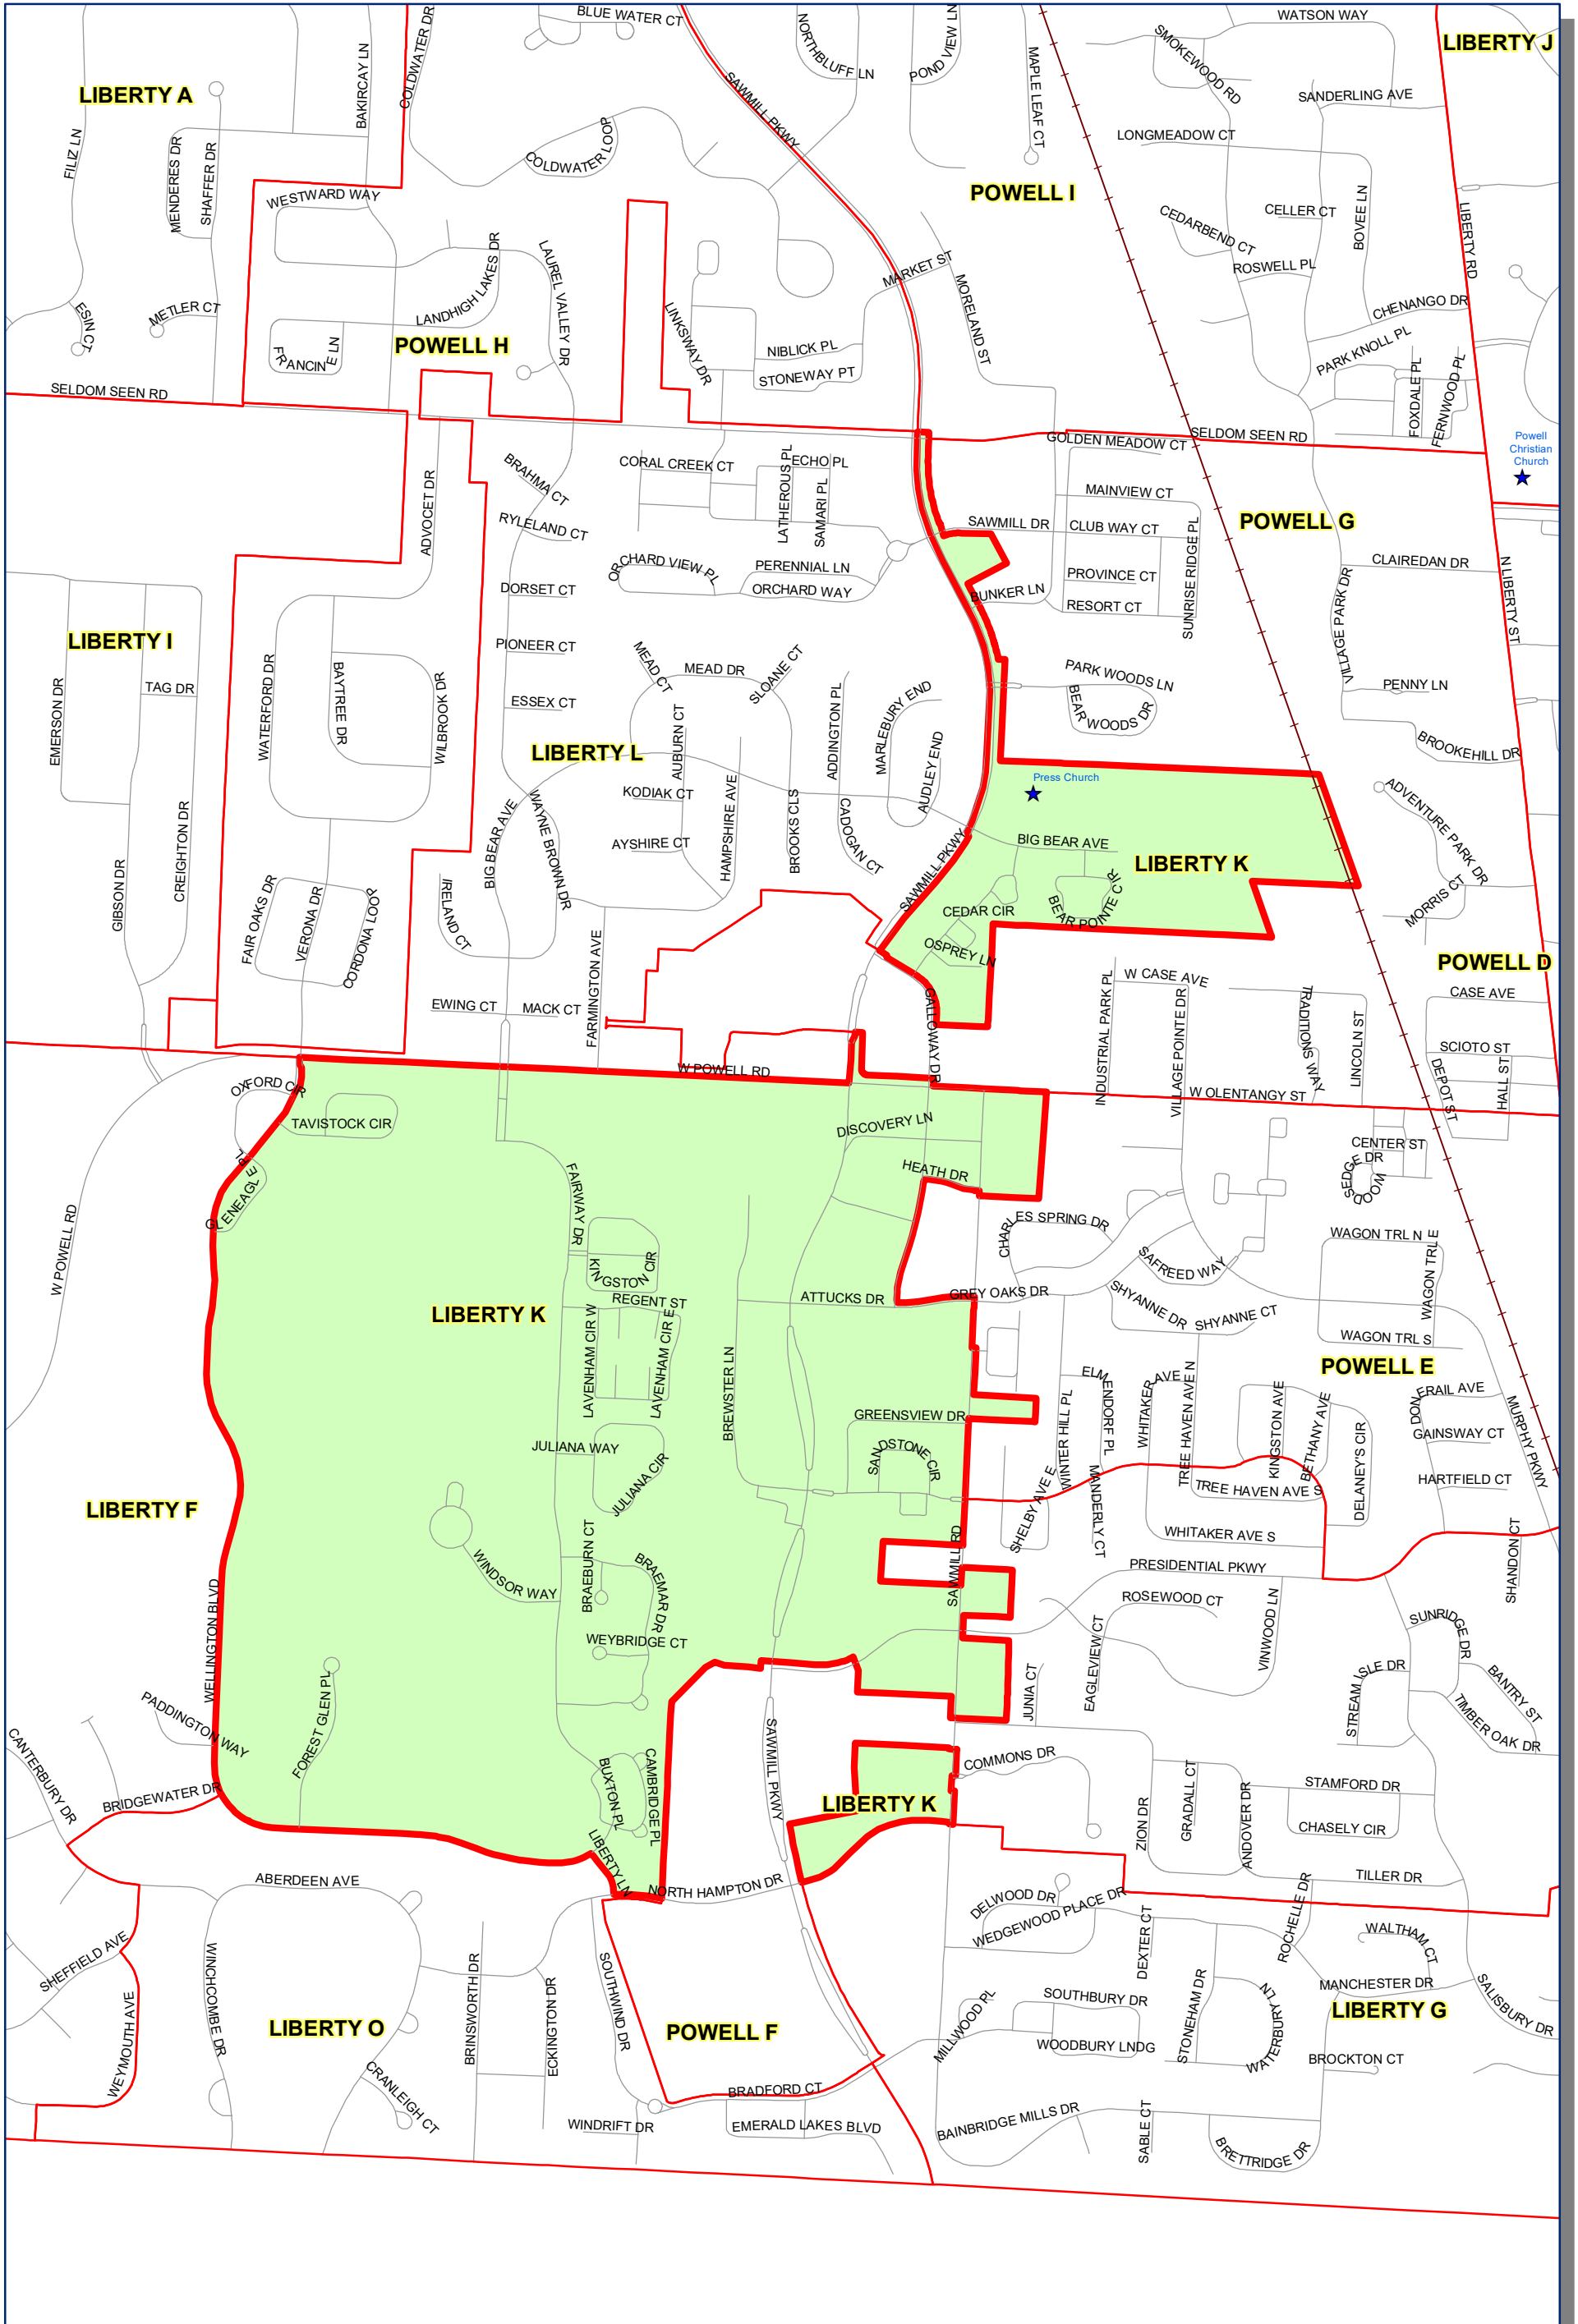 BLUE WATER CT
WATSON WAY
COLDWATER DR
NORTHBLUFF LN
POND VIEW LN
MAPLE LEAF CT
SMOKEWOOD RD
LIBERTY J
BAKIRCAY LN
SAWMILL PKWY
LIBERTY A
SANDERLING AVE
FILIZ LN
MENDERES DR
SHAFFER DR
COLDWATER LOOP
LONGMEADOW CT
WESTWARD WAY
POWELL I
CEDARBEND CT
CELLER CT
BOVEE LN
LIBERTY RD
LANDHIGH LAKES DR
LAUREL VALLEY DR
MARKET ST
ROSWELL PL
ESIN CT
METLER CT
MORELAND ST
CHENANGO DR
FRANCINE LN
POWELL H
LINKSWAY DR
NIBLICK PL
STONEWAY PT
PARK KNOLL PL
FOXDALE PL
FERNWOOD PL
SELDOM SEEN RD
GOLDEN MEADOW CT
SELDOM SEEN RD
Powell
Christian
Church
ADVOCET DR
BRAHMA CT
CORAL CREEK CT
LATHEROUS PL
ECHO PL
SAMARI PL
MAINVIEW CT
RYLELAND CT
SAWMILL DR
CLUB WAY CT
SUNRISE RIDGE PL
POWELL G
ORCHARD VIEW PL
PERENNIAL LN
ORCHARD WAY
PROVINCE CT
CLAIREDAN DR
N LIBERTY ST
DORSET CT
BUNKER LN
RESORT CT
VILLAGE PARK DR
LIBERTY I
PIONEER CT
MEAD CT
MEAD DR
SLOANE CT
PARK WOODS LN
PENNY LN
EMERSON DR
TAG DR
WATERFORD DR
BAYTREE DR
WILBROOK DR
ESSEX CT
ADDINGTON PL
MARLEBURY END
BEAR WOODS DR
LIBERTY L
AUBURN CT
AUDLEY END
BROOKEHILL DR
Press Church
KODIAK CT
HAMPSHIRE AVE
BROOKS CLS
CADOGAN CT
ADVENTURE PARK DR
BIG BEAR AVE
WAYNE BROWN DR
AYSHIRE CT
SAWMILL PKWY
BIG BEAR AVE
LIBERTY K
GIBSON DR
CREIGHTON DR
FAIR OAKS DR
VERONA DR
CORDONA LOOP
IRELAND CT
CEDAR CIR
BEAR POINTE CIR
MORRIS CT
FARMINGTON AVE
OSPREY LN
POWELL D
W CASE AVE
INDUSTRIAL PARK PL
VILLAGE POINTE DR
TRADITIONS WAY
LINCOLN ST
CASE AVE
EWING CT
MACK CT
GALLOWAY DR
SCIOTO ST
W POWELL RD
DEPOT ST
HALL ST
OXFORD CIR
W OLENTANGY ST
TAVISTOCK CIR
DISCOVERY LN
CENTER ST
GLENEAGLE PL
FAIRWAY DR
HEATH DR
WOODSEDGE DR
W POWELL RD
KINGSTON CIR
CHARLES SPRING DR
SAFREED WAY
WAGON TRL N
WAGON TRL E
LIBERTY K
REGENT ST
ATTUCKS DR
GREY OAKS DR
SHYANNE DR
SHYANNE CT
WAGON TRL S
LAVENHAM CIR W
LAVENHAM CIR E
BREWSTER LN
POWELL E
ELMENDORF PL
WHITAKER AVE N
TREE HAVEN AVE N
KINGSTON AVE
BETHANY AVE
DONERAIL AVE
GREENSVIEW DR
WINTER HILL PL
DELANEY'S CIR
GAINSWAY CT
MURPHY PKWY
JULIANA WAY
JULIANA CIR
SANDSTONE CIR
HARTFIELD CT
LIBERTY F
SHELBY AVE E
MANDERLY CT
TREE HAVEN AVE S
WHITAKER AVE S
BRAEBURN CT
BRAEMAR DR
WINDSOR WAY
SAWMILL RD
PRESIDENTIAL PKWY
SHANDON CT
WELLINGTON BLVD
ROSEWOOD CT
WEYBRIDGE CT
EAGLEVIEW CT
VINWOOD LN
SUNRIDGE DR
FOREST GLEN PL
JUNIA CT
STREAM ISLE DR
BANTRY ST
PADDINGTON WAY
TIMBER OAK DR
CANTERBURY DR
SAWMILL PKWY
COMMONS DR
BRIDGEWATER DR
BUXTON PL
CAMBRIDGE PL
LIBERTY K
ZION DR
GRADALL CT
ANDOVER DR
STAMFORD DR
CHASELY CIR
LIBERTY LN
ABERDEEN AVE
NORTH HAMPTON DR
TILLER DR
DELWOOD DR
WEDGEWOOD PLACE DR
DEXTER CT
ROCHELLE DR
WALTHAM CT
SHEFFIELD AVE
WINCHCOMBE DR
BRINSWORTH DR
ECKINGTON DR
SOUTHWIND DR
MANCHESTER DR
SALISBURY DR
WEYMOUTH AVE
LIBERTY O
POWELL F
MILLWOOD PL
SOUTHBURY DR
STONEHAM DR
WATERBURY LN
LIBERTY G
WOODBURY LNDG
BROCKTON CT
CRANLEIGH CT
BRADFORD CT
WINDRIFT DR
EMERALD LAKES BLVD
BAINBRIDGE MILLS DR
SABLE CT
BRETTRIDGE DR